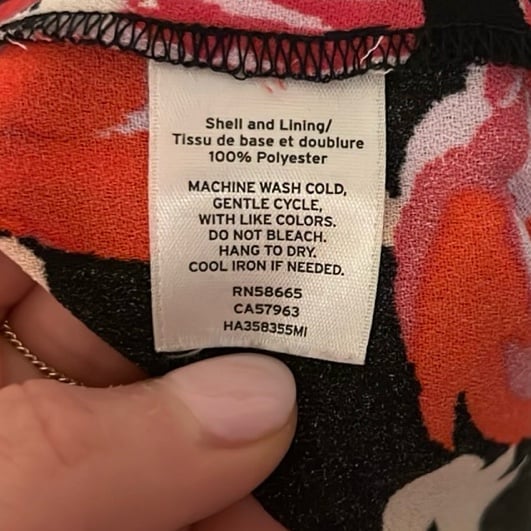 Shell and Lining/
Tissu de base et doublure
100% Polyester
MACHINE WASH COLD,
GENTLE CYCLE,
WITH LIKE COLORS.
DO NOT BLEACH.
HANG TO DRY.
COOL IRON IF NEEDED.
RN58665
CA57963
HA358355MI